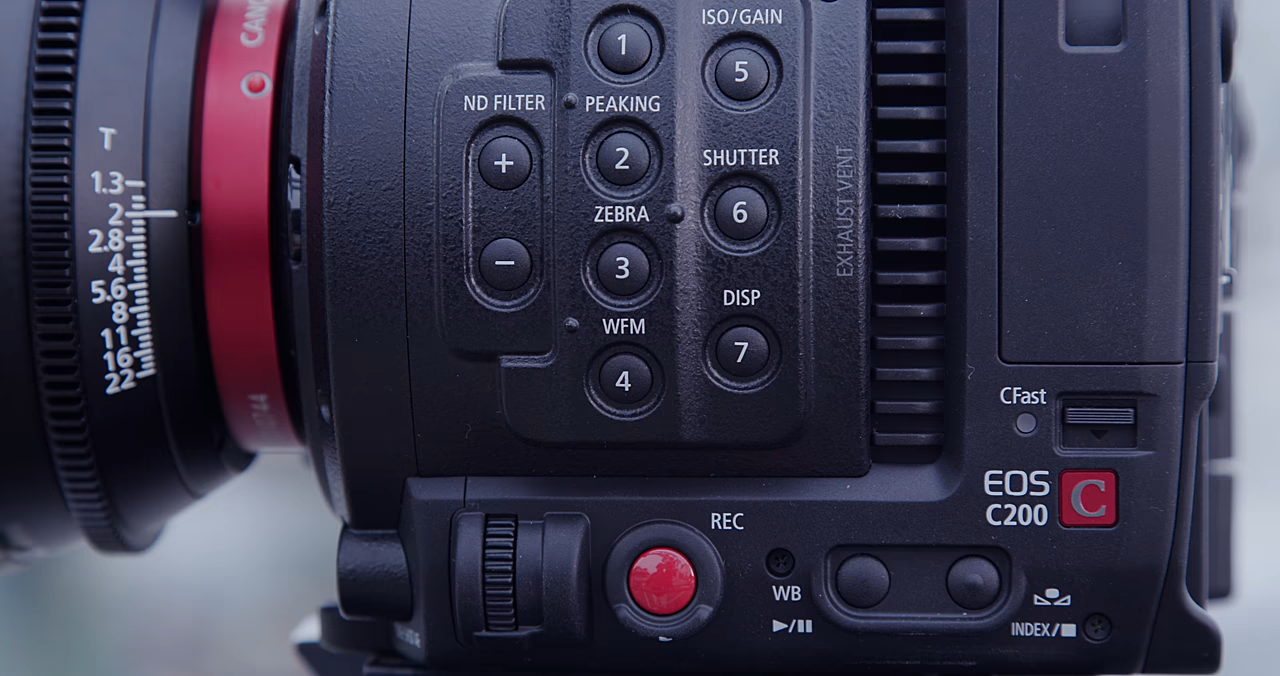 CAN
T
1.3
2
2.8
4
5.6
8
11
16
22
ND FILTER
+
−
1
PEAKING
2
ZEBRA
3
WFM
4
ISO/GAIN
5
SHUTTER
6
DISP
7
EXHAUST VENT
CFast
EOS
C
C200
REC
WB
▶/❚❚
INDEX/■